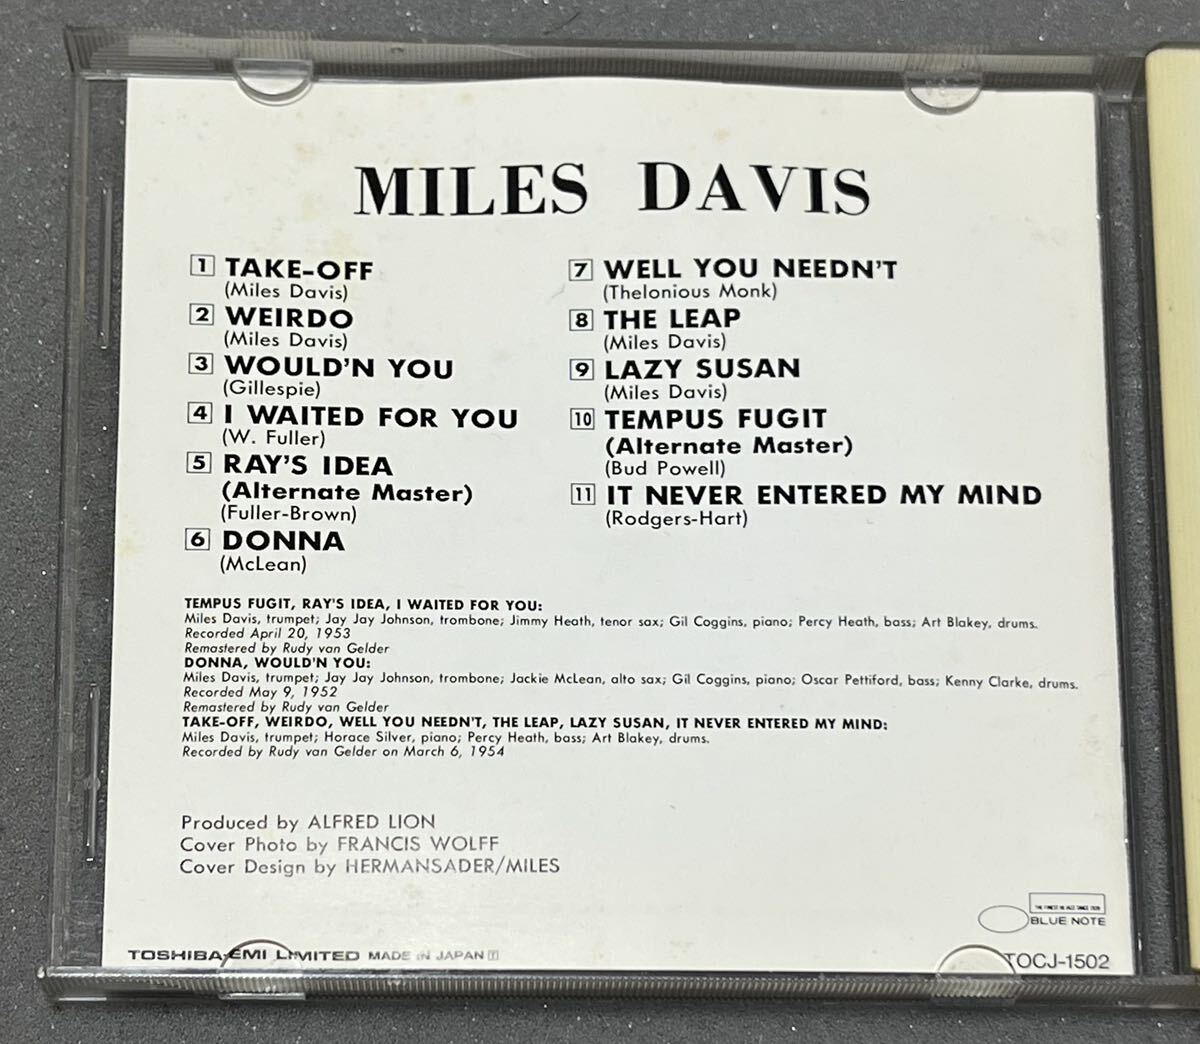 MILES DAVIS
1 TAKE-OFF
(Miles Davis)
2 WEIRDO
(Miles Davis)
3 WOULD'N YOU
(Gillespie)
4 I WAITED FOR YOU
(W. Fuller)
5 RAY'S IDEA
(Alternate Master)
(Fuller-Brown)
6 DONNA
(McLean)
7 WELL YOU NEEDN'T
(Thelonious Monk)
8 THE LEAP
(Miles Davis)
9 LAZY SUSAN
(Miles Davis)
10 TEMPUS FUGIT
(Alternate Master)
(Bud Powell)
11 IT NEVER ENTERED MY MIND
(Rodgers-Hart)
TEMPUS FUGIT, RAY'S IDEA, I WAITED FOR YOU:
Miles Davis, trumpet; Jay Jay Johnson, trombone; Jimmy Heath, tenor sax; Gil Coggins, piano; Percy Heath, bass; Art Blakey, drums.
Recorded April 20, 1953
Remastered by Rudy van Gelder
DONNA, WOULD'N YOU:
Miles Davis, trumpet; Jay Jay Johnson, trombone; Jackie McLean, alto sax; Gil Coggins, piano; Oscar Pettiford, bass; Kenny Clarke, drums.
Recorded May 9, 1952
Remastered by Rudy van Gelder
TAKE-OFF, WEIRDO, WELL YOU NEEDN'T, THE LEAP, LAZY SUSAN, IT NEVER ENTERED MY MIND:
Miles Davis, trumpet; Horace Silver, piano; Percy Heath, bass; Art Blakey, drums.
Recorded by Rudy van Gelder on March 6, 1954
Produced by ALFRED LION
Cover Photo by FRANCIS WOLFF
Cover Design by HERMANSADER/MILES
THE FINEST IN JAZZ SINCE 1939
BLUE NOTE
TOSHIBA-EMI LIMITED MADE IN JAPAN
TOCJ-1502